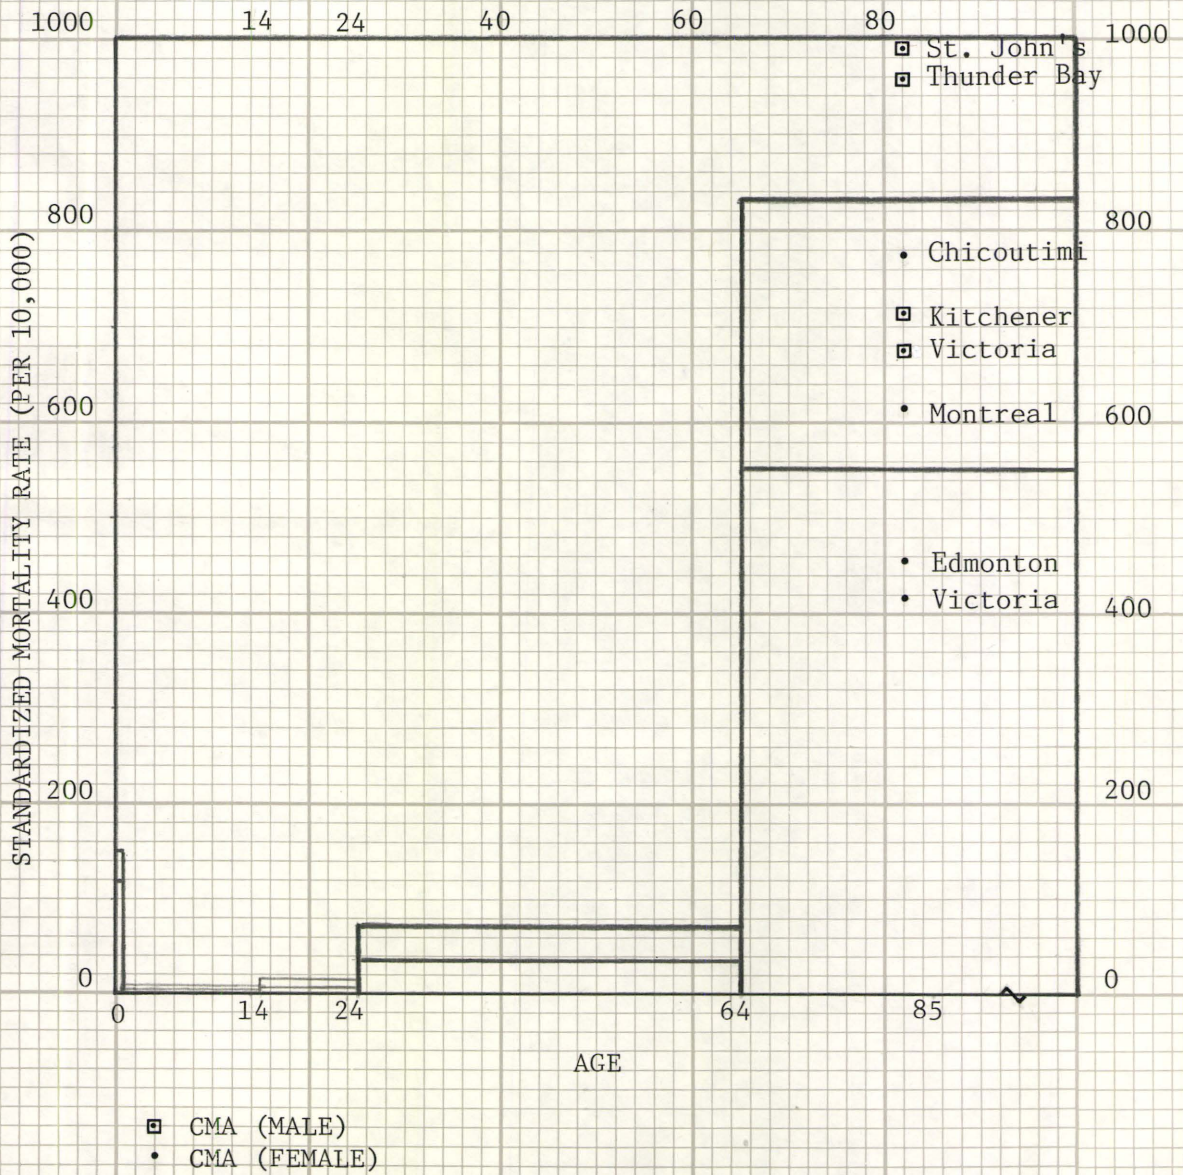 1000 14 24 40 60 80 1000
St. John's
Thunder Bay
800 800
Chicoutimi
Kitchener
Victoria
600 Montreal 600
Edmonton
400 Victoria 400
200 200
0 0
0 14 24 64 85
STANDARDIZED MORTALITY RATE (PER 10,000)
AGE
CMA (MALE)
CMA (FEMALE)